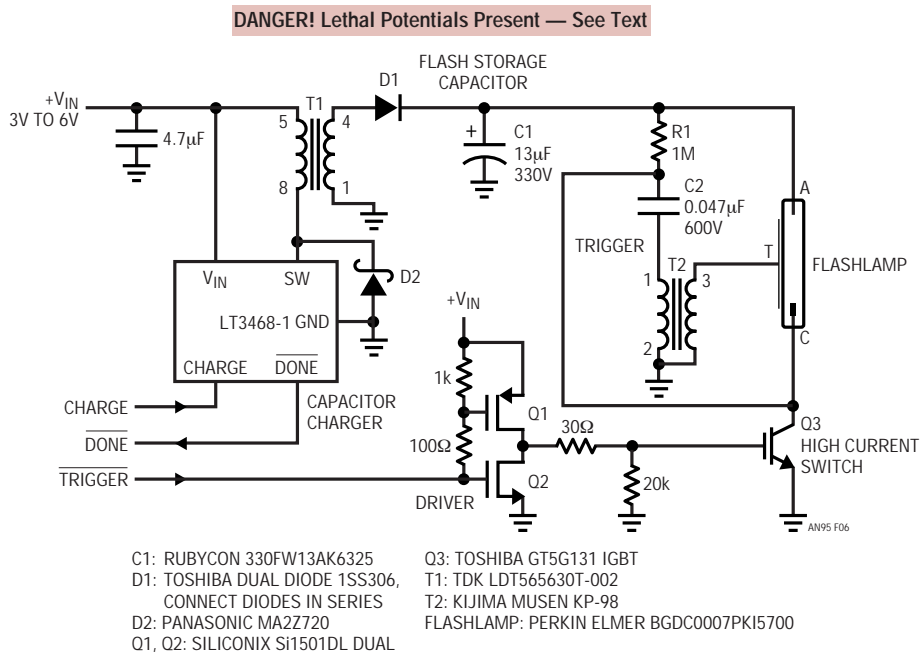 DANGER! Lethal Potentials Present — See Text
FLASH STORAGE
CAPACITOR
D1
+VIN
3V TO 6V
T1
5
4
8
1
4.7µF
+
C1
13µF
330V
R1
1M
C2
0.047µF
600V
A
TRIGGER
T
T2
1
3
2
FLASHLAMP
C
D2
VIN
SW
LT3468-1 GND
CHARGE
DONE
+VIN
1k
CAPACITOR
CHARGER
CHARGE
DONE
TRIGGER
Q1
100Ω
30Ω
Q3
HIGH CURRENT
SWITCH
Q2
20k
DRIVER
AN95 F06
C1: RUBYCON 330FW13AK6325
D1: TOSHIBA DUAL DIODE 1SS306,
CONNECT DIODES IN SERIES
D2: PANASONIC MA2Z720
Q1, Q2: SILICONIX Si1501DL DUAL
Q3: TOSHIBA GT5G131 IGBT
T1: TDK LDT565630T-002
T2: KIJIMA MUSEN KP-98
FLASHLAMP: PERKIN ELMER BGDC0007PKI5700